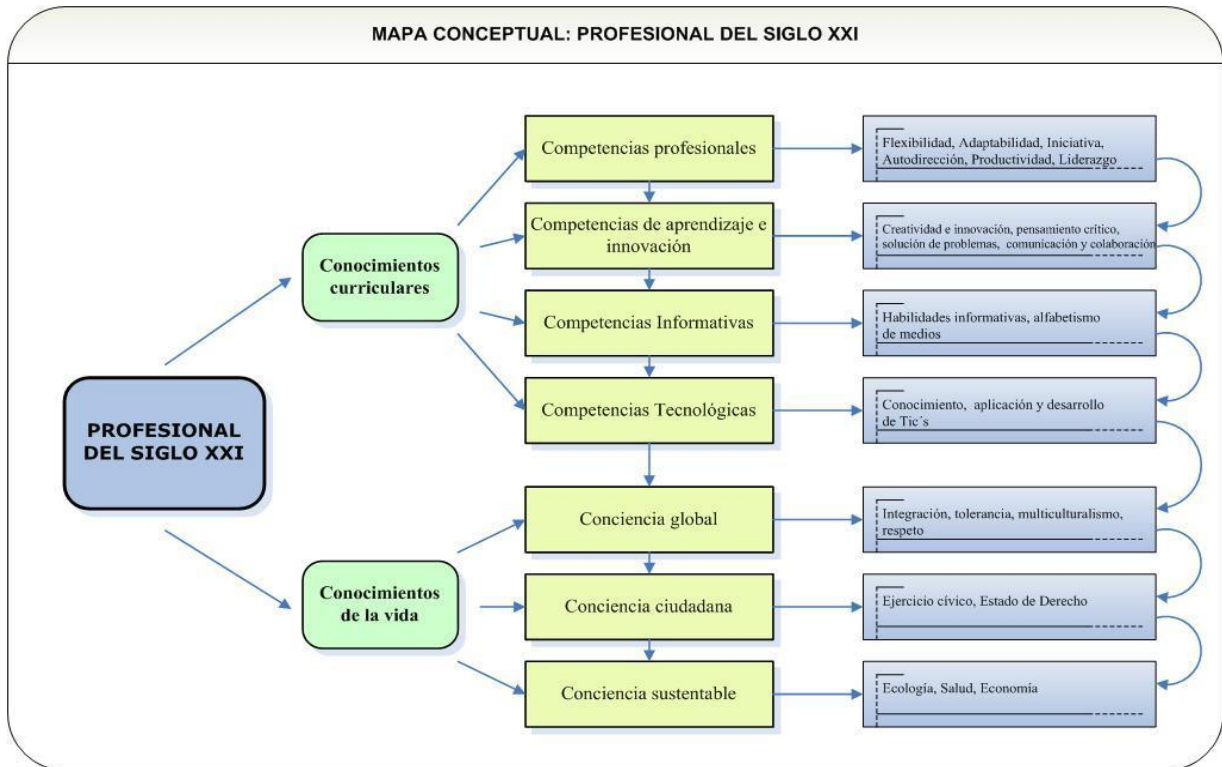 MAPA CONCEPTUAL: PROFESIONAL DEL SIGLO XXI
PROFESIONAL
DEL SIGLO XXI
Conocimientos
curriculares
Competencias profesionales
Flexibilidad, Adaptabilidad, Iniciativa,
Autodirección, Productividad, Liderazgo
Competencias de aprendizaje e
innovación
Creatividad e innovación, pensamiento crítico,
solución de problemas, comunicación y colaboración
Competencias Informativas
Habilidades informativas, alfabetismo
de medios
Competencias Tecnológicas
Conocimiento, aplicación y desarrollo
de Tic´s
Conocimientos
de la vida
Conciencia global
Integración, tolerancia, multiculturalismo,
respeto
Conciencia ciudadana
Ejercicio cívico, Estado de Derecho
Conciencia sustentable
Ecología, Salud, Economía